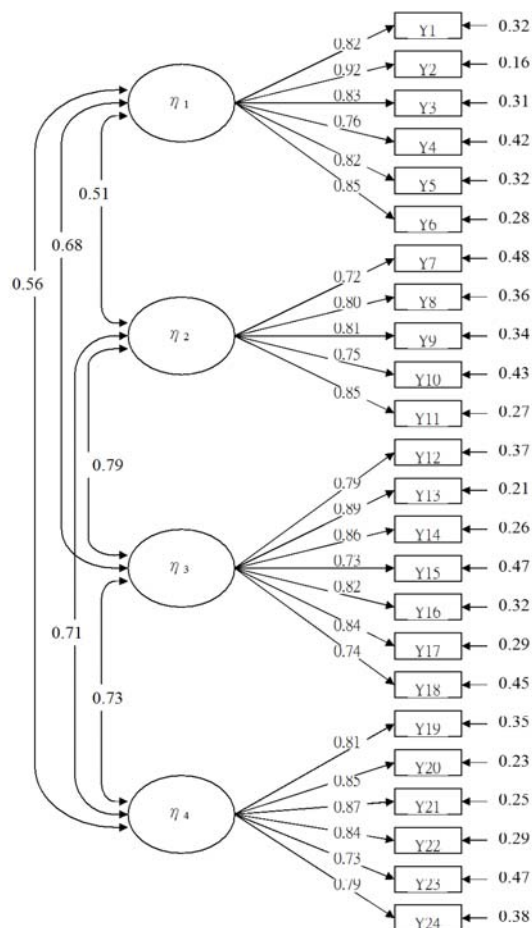 0.82 Y1 0.32
0.92 Y2 0.16
η 1 0.83 Y3 0.31
0.76 Y4 0.42
0.82 Y5 0.32
0.85 Y6 0.28
0.51
0.68
0.56
0.72 Y7 0.48
0.80 Y8 0.36
η 2 0.81 Y9 0.34
0.75 Y10 0.43
0.85 Y11 0.27
0.79
0.79 Y12 0.37
0.89 Y13 0.21
0.86 Y14 0.26
η 3 0.73 Y15 0.47
0.82 Y16 0.32
0.84 Y17 0.29
0.74 Y18 0.45
0.71
0.73
0.81 Y19 0.35
0.85 Y20 0.23
0.87 Y21 0.25
η 4 0.84 Y22 0.29
0.73 Y23 0.47
0.79 Y24 0.38